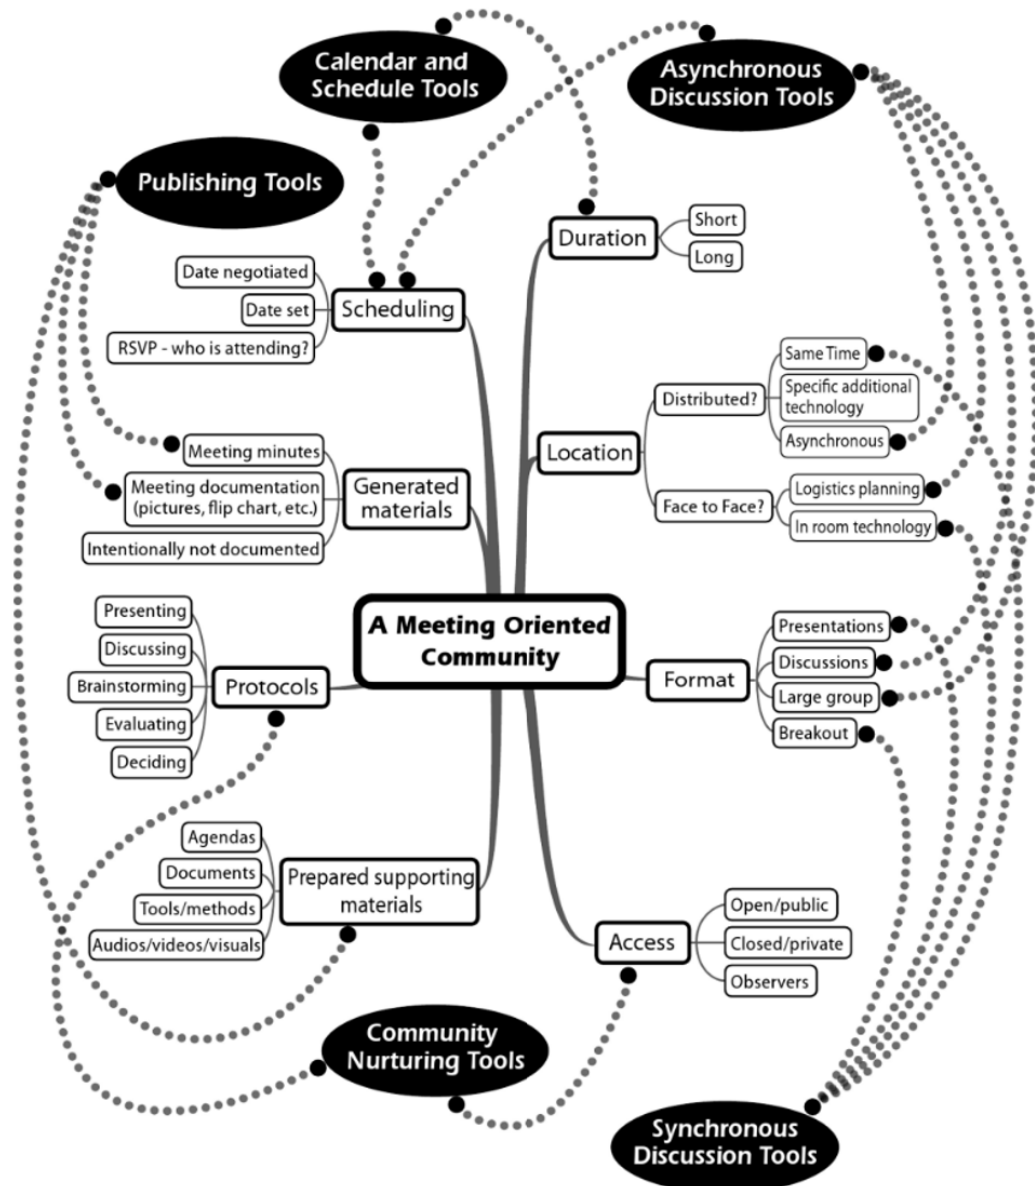 Calendar and
Schedule Tools
Asynchronous
Discussion Tools
Publishing Tools
Duration
Short
Long
Date negotiated
Date set
RSVP - who is attending?
Scheduling
Location
Distributed?
Same Time
Specific additional
technology
Asynchronous
Face to Face?
Logistics planning
In room technology
Meeting minutes
Meeting documentation
(pictures, flip chart, etc.)
Intentionally not documented
Generated
materials
A Meeting Oriented
Community
Presenting
Discussing
Brainstorming
Evaluating
Deciding
Protocols
Format
Presentations
Discussions
Large group
Breakout
Agendas
Documents
Tools/methods
Audios/videos/visuals
Prepared supporting
materials
Access
Open/public
Closed/private
Observers
Community
Nurturing Tools
Synchronous
Discussion Tools